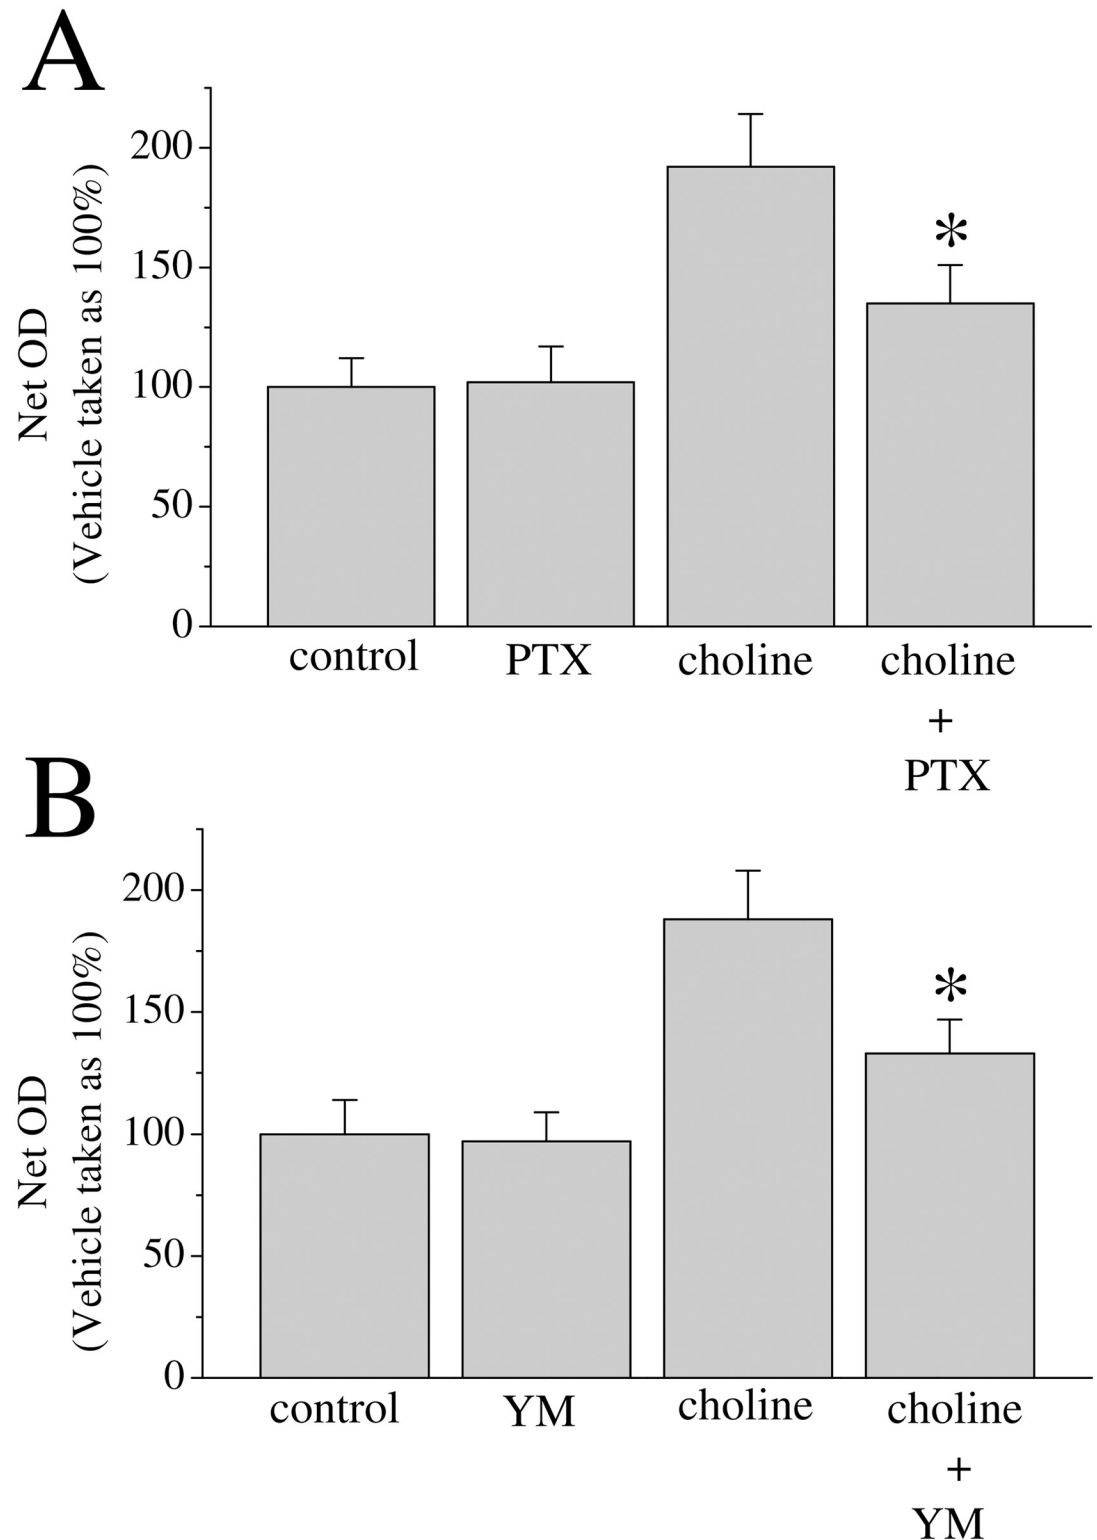 A
Net OD
(Vehicle taken as 100%)
200
150
100
50
0
control PTX choline choline
+
PTX
*
B
Net OD
(Vehicle taken as 100%)
200
150
100
50
0
control YM choline choline
+
YM
*